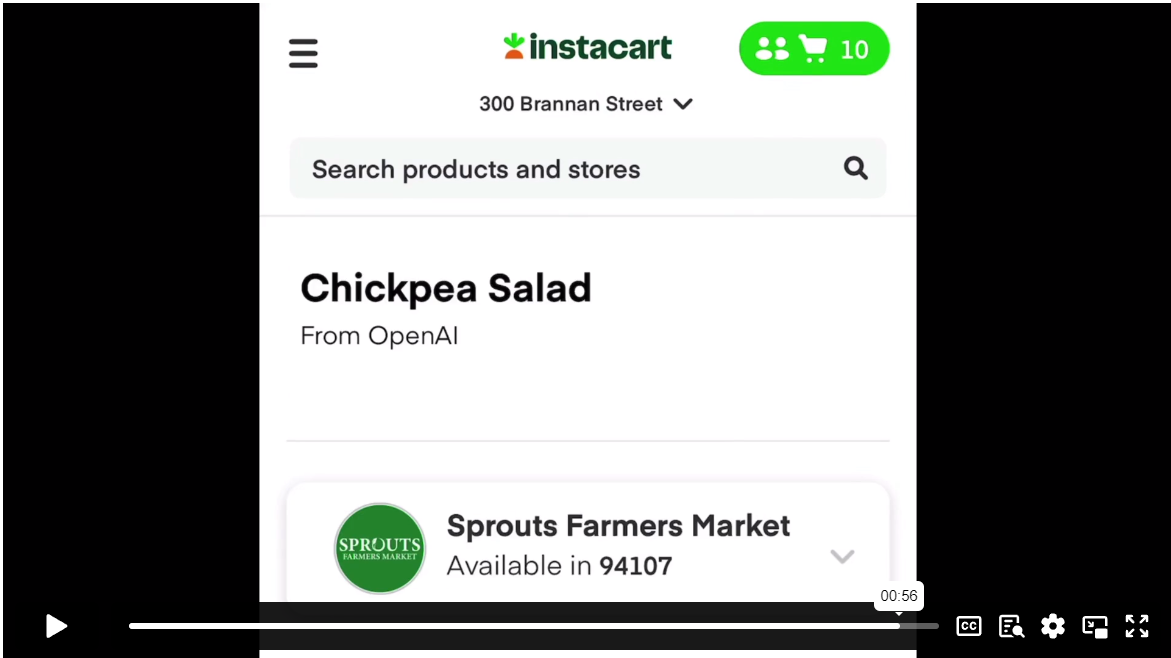 instacart
10
300 Brannan Street
Search products and stores
Chickpea Salad
From OpenAI
SPROUTS
FARMERS MARKET
Sprouts Farmers Market
Available in 94107
00:56
CC